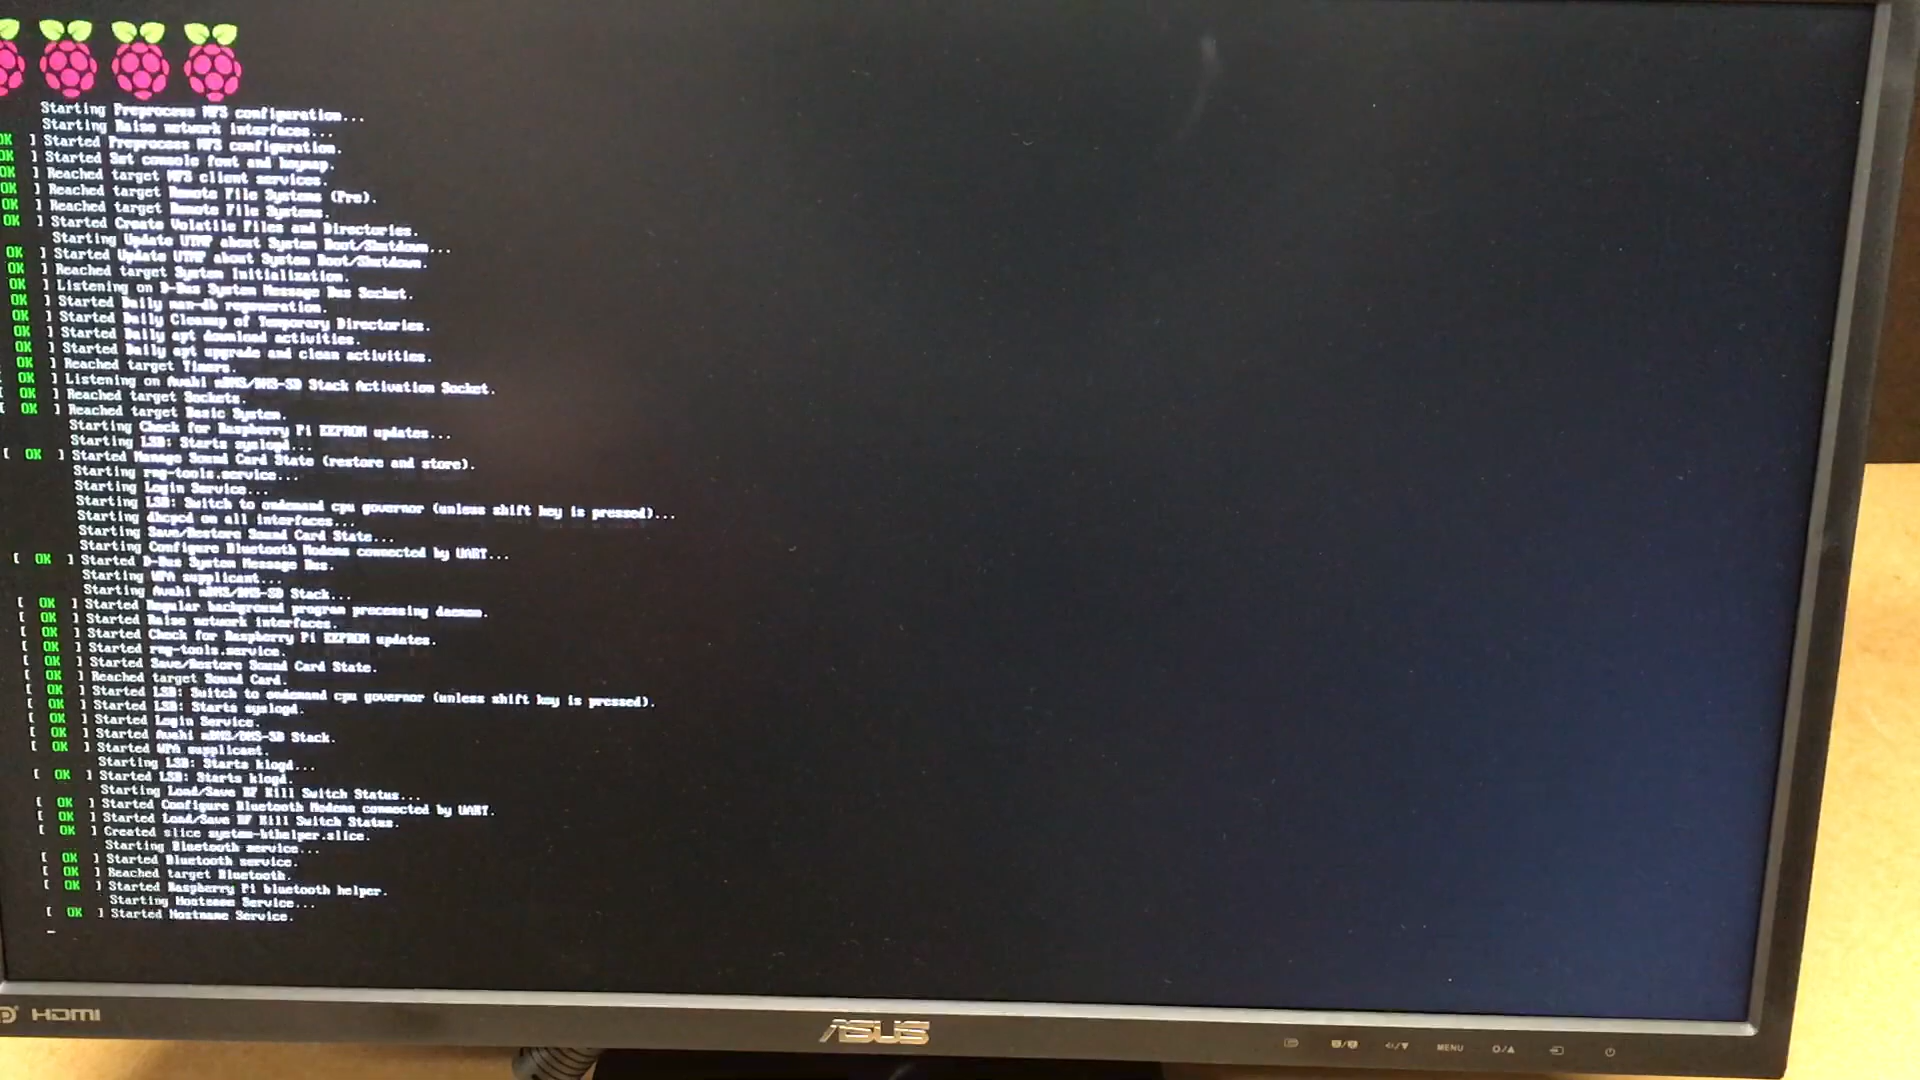 Starting Preprocess NFS configuration...
Starting Raise network interfaces...
OK ] Started Preprocess NFS configuration.
OK ] Started Set console font and keymap.
OK ] Reached target NFS client services.
OK ] Reached target Remote File Systems (Pre).
OK ] Reached target Remote File Systems.
OK ] Started Create Volatile Files and Directories.
Starting Update UTMP about System Boot/Shutdown...
OK ] Started Update UTMP about System Boot/Shutdown.
OK ] Reached target System Initialization.
OK ] Listening on D-Bus System Message Bus Socket.
OK ] Started Daily man-db regeneration.
OK ] Started Daily Cleanup of Temporary Directories.
OK ] Started Daily apt download activities.
OK ] Started Daily apt upgrade and clean activities.
OK ] Reached target Timers.
OK ] Listening on Avahi mDNS/DNS-SD Stack Activation Socket.
[ OK ] Reached target Sockets.
[ OK ] Reached target Basic System.
Starting Check for Raspberry Pi EEPROM updates...
Starting LSB: Starts syslogd...
[ OK ] Started Manage Sound Card State (restore and store).
Starting rng-tools.service...
Starting Login Service...
Starting LSB: Switch to ondemand cpu governor (unless shift key is pressed)...
Starting dhcpcd on all interfaces...
Starting Save/Restore Sound Card State...
Starting Configure Bluetooth Modems connected by UART...
[ OK ] Started D-Bus System Message Bus.
Starting WPA supplicant...
Starting Avahi mDNS/DNS-SD Stack...
[ OK ] Started Regular background program processing daemon.
[ OK ] Started Raise network interfaces.
[ OK ] Started Check for Raspberry Pi EEPROM updates.
[ OK ] Started rng-tools.service.
[ OK ] Started Save/Restore Sound Card State.
[ OK ] Reached target Sound Card.
[ OK ] Started LSB: Switch to ondemand cpu governor (unless shift key is pressed).
[ OK ] Started LSB: Starts syslogd.
[ OK ] Started Login Service.
[ OK ] Started Avahi mDNS/DNS-SD Stack.
[ OK ] Started WPA supplicant.
Starting LSB: Starts klogd...
[ OK ] Started LSB: Starts klogd.
Starting Load/Save RF Kill Switch Status...
[ OK ] Started Configure Bluetooth Modems connected by UART.
[ OK ] Started Load/Save RF Kill Switch Status.
[ OK ] Created slice system-bthelper.slice.
Starting Bluetooth service...
[ OK ] Started Bluetooth service.
[ OK ] Reached target Bluetooth.
[ OK ] Started Raspberry Pi bluetooth helper.
Starting Hostname Service...
[ OK ] Started Hostname Service.
_
HDMI
ASUS
MENU